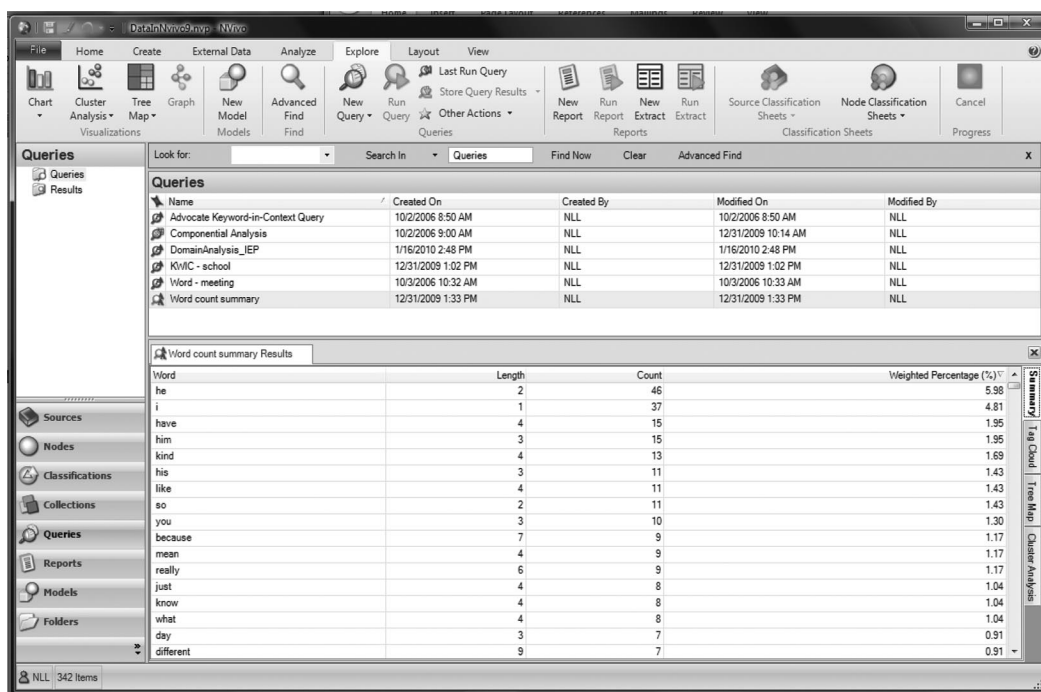 DataInNvivo9.nvp - NVivo
File Home Create External Data Analyze Explore Layout View
Chart Cluster Analysis Tree Map Graph New Model Advanced Find New Query Run Query Last Run Query Store Query Results Other Actions New Report Run Report New Extract Run Extract Source Classification Sheets Node Classification Sheets Cancel
Visualizations Models Find Queries Reports Classification Sheets Progress
Queries
Queries
Results
Look for: Search In Queries Find Now Clear Advanced Find X
Queries
Name Created On Created By Modified On Modified By
Advocate Keyword-in-Context Query 10/2/2006 8:50 AM NLL 10/2/2006 8:50 AM NLL
Componential Analysis 10/2/2006 9:00 AM NLL 12/31/2009 10:14 AM NLL
DomainAnalysis_IEP 1/16/2010 2:48 PM NLL 1/16/2010 2:48 PM NLL
KWIC - school 12/31/2009 1:02 PM NLL 12/31/2009 1:02 PM NLL
Word - meeting 10/3/2006 10:32 AM NLL 10/3/2006 10:33 AM NLL
Word count summary 12/31/2009 1:33 PM NLL 12/31/2009 1:33 PM NLL
Word count summary Results
Word Length Count Weighted Percentage (%)
he 2 46 5.98
i 1 37 4.81
have 4 15 1.95
him 3 15 1.95
kind 4 13 1.69
his 3 11 1.43
like 4 11 1.43
so 2 11 1.43
you 3 10 1.30
because 7 9 1.17
mean 4 9 1.17
really 6 9 1.17
just 4 8 1.04
know 4 8 1.04
what 4 8 1.04
day 3 7 0.91
different 9 7 0.91
Summary
Tag Cloud
Tree Map
Cluster Analysis
Sources
Nodes
Classifications
Collections
Queries
Reports
Models
Folders
NLL 342 Items